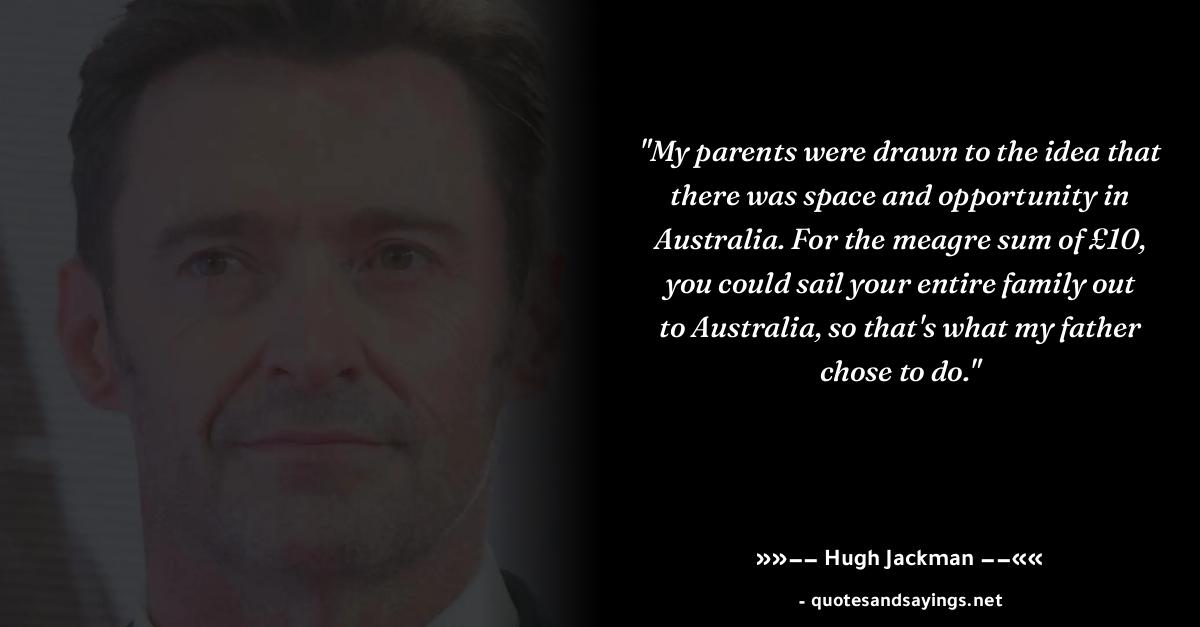 "My parents were drawn to the idea that
there was space and opportunity in
Australia. For the meagre sum of £10,
you could sail your entire family out
to Australia, so that's what my father
chose to do."
»»−− Hugh Jackman −−««
- quotesandsayings.net